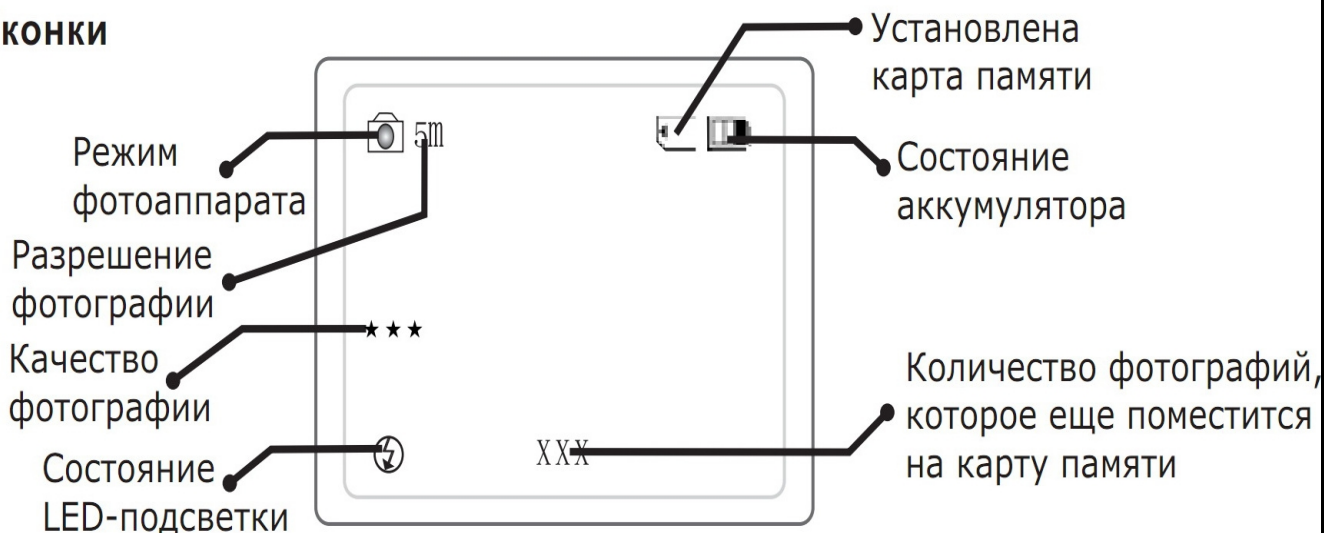 конки
Установлена
карта памяти
5m
Режим
фотоаппарата
Состояние
аккумулятора
Разрешение
фотографии
★★★
Качество
фотографии
Количество фотографий,
которое еще поместится
на карту памяти
XXX
Состояние
LED-подсветки